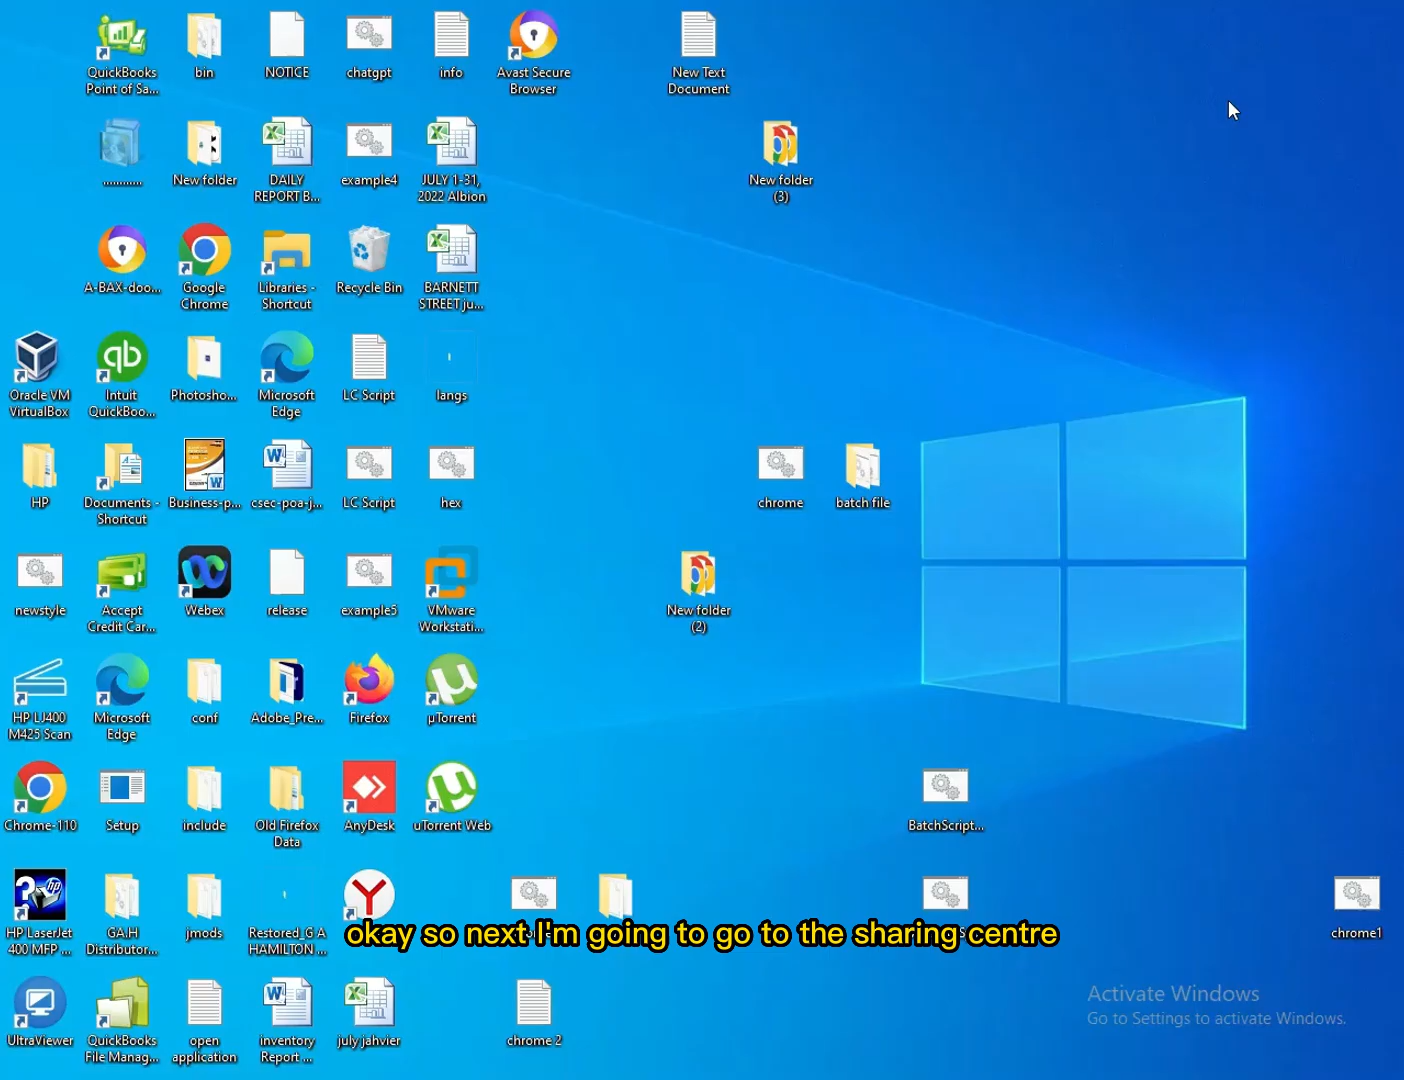 QuickBooks
Point of Sa...
bin
NOTICE
chatgpt
info
Avast Secure
Browser
New Text
Document
............
New folder
DAILY
REPORT B...
example4
JULY 1-31,
2022 Albion
New folder
(3)
A-BAX-doo...
Google
Chrome
Libraries -
Shortcut
Recycle Bin
BARNETT
STREET ju...
Oracle VM
VirtualBox
Intuit
QuickBoo...
Photosho...
Microsoft
Edge
LC Script
langs
HP
Documents -
Shortcut
Business-p...
csec-poa-j...
LC Script
hex
chrome
batch file
newstyle
Accept
Credit Car...
Webex
release
example5
VMware
Workstati...
New folder
(2)
HP LJ400
M425 Scan
Microsoft
Edge
conf
Adobe_Pre...
Firefox
µTorrent
Chrome-110
Setup
include
Old Firefox
Data
AnyDesk
uTorrent Web
BatchScript...
HP LaserJet
400 MFP ...
GA.H
Distributor...
jmods
Restored_G A
HAMILTON ...
chrome1
okay so next I'm going to go to the sharing centre
UltraViewer
QuickBooks
File Manag...
open
application
inventory
Report ...
july jahvier
chrome 2
Activate Windows
Go to Settings to activate Windows.